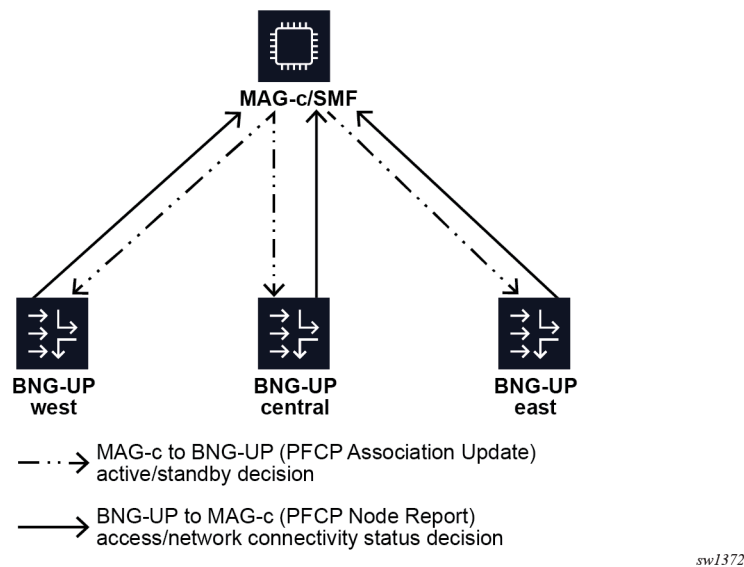 MAG-c/SMF
BNG-UP
west
BNG-UP
central
BNG-UP
east
MAG-c to BNG-UP (PFCP Association Update)
active/standby decision
BNG-UP to MAG-c (PFCP Node Report)
access/network connectivity status decision
sw1372